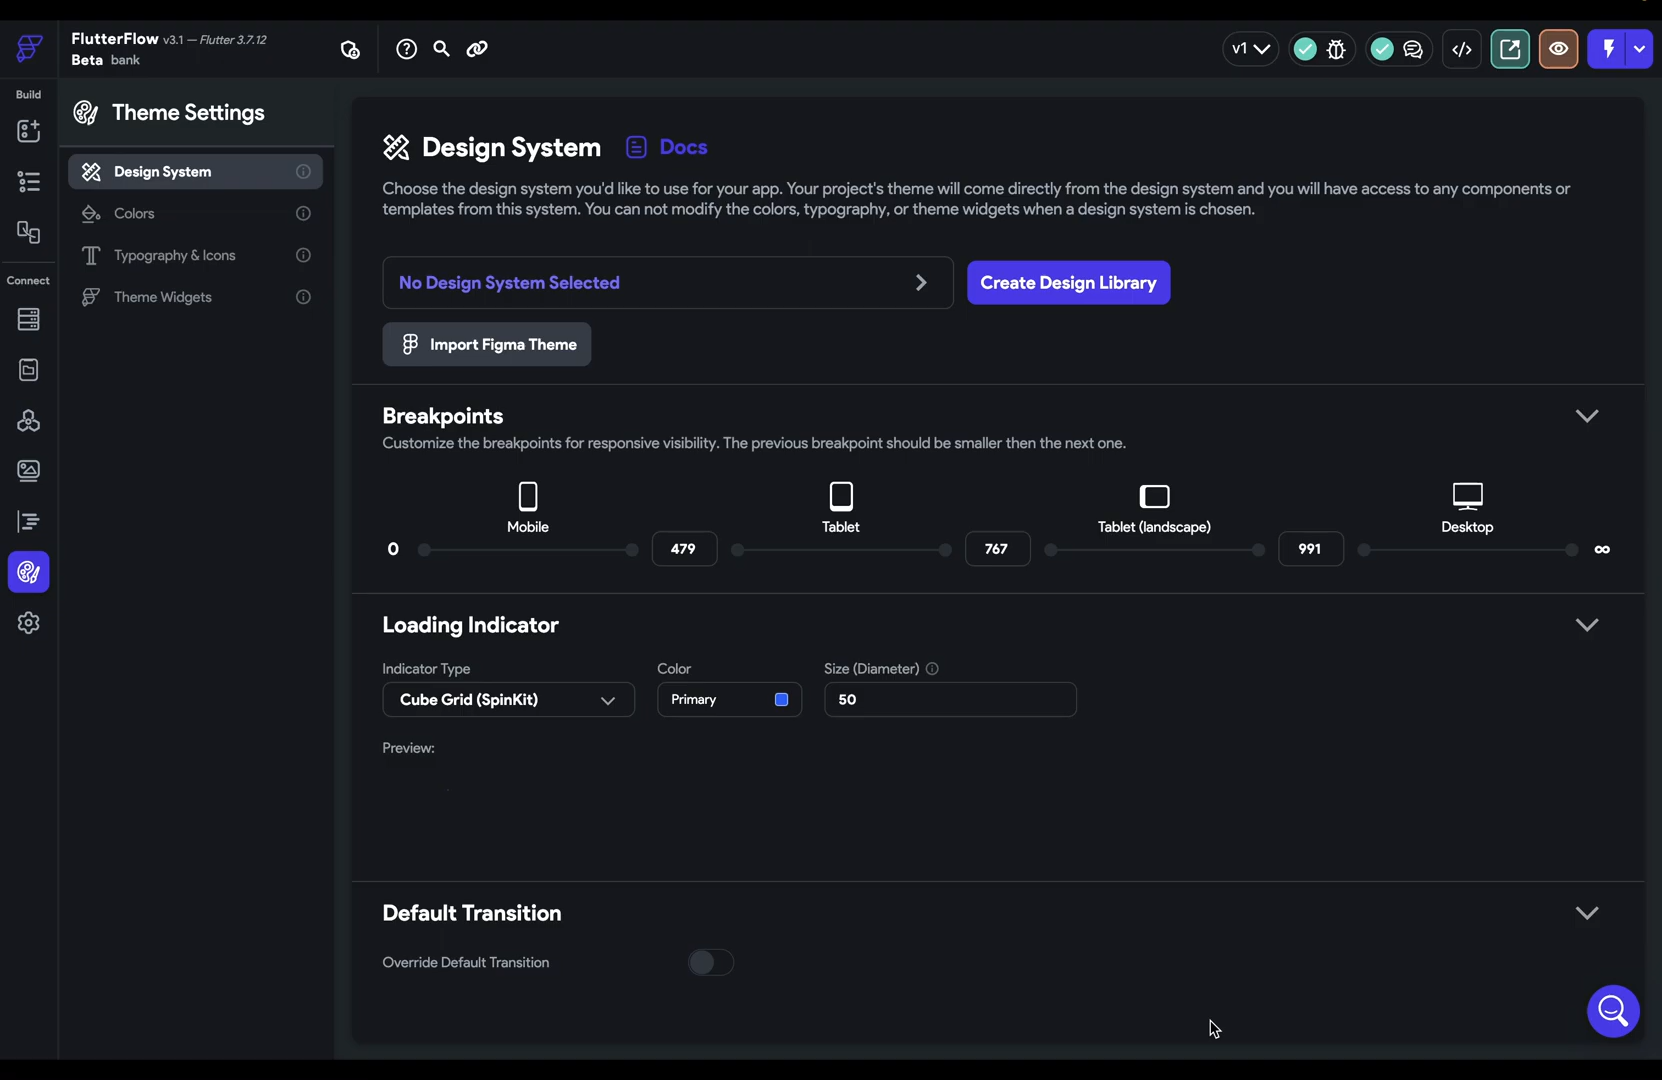 FlutterFlow v3.1 — Flutter 3.7.12
Beta bank
v1
Build
Connect
Theme Settings
Design System
Colors
Typography & Icons
Theme Widgets
Design System Docs
Choose the design system you'd like to use for your app. Your project's theme will come directly from the design system and you will have access to any components or
templates from this system. You can not modify the colors, typography, or theme widgets when a design system is chosen.
No Design System Selected
Create Design Library
Import Figma Theme
Breakpoints
Customize the breakpoints for responsive visibility. The previous breakpoint should be smaller then the next one.
Mobile Tablet Tablet (landscape) Desktop
0 479 767 991 ∞
Loading Indicator
Indicator Type Color Size (Diameter)
Cube Grid (SpinKit) Primary 50
Preview:
Default Transition
Override Default Transition